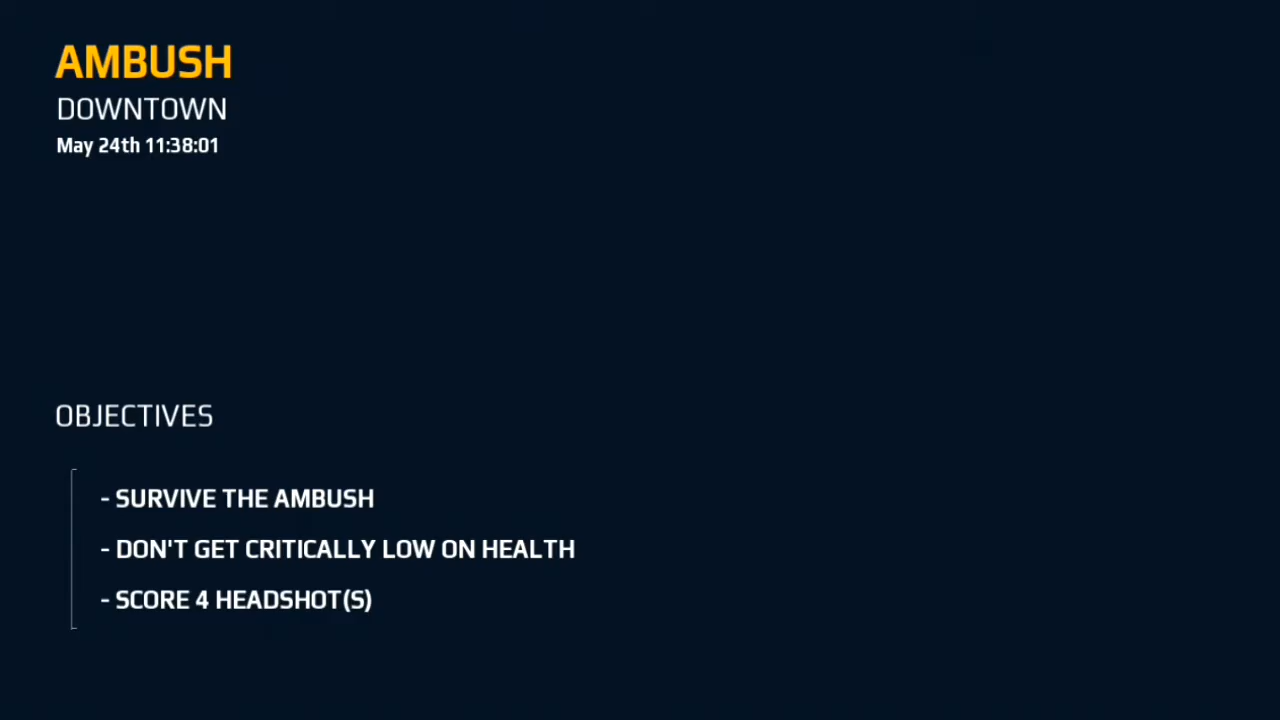 AMBUSH
DOWNTOWN
May 24th 11:38:01
OBJECTIVES
- SURVIVE THE AMBUSH
- DON'T GET CRITICALLY LOW ON HEALTH
- SCORE 4 HEADSHOT(S)